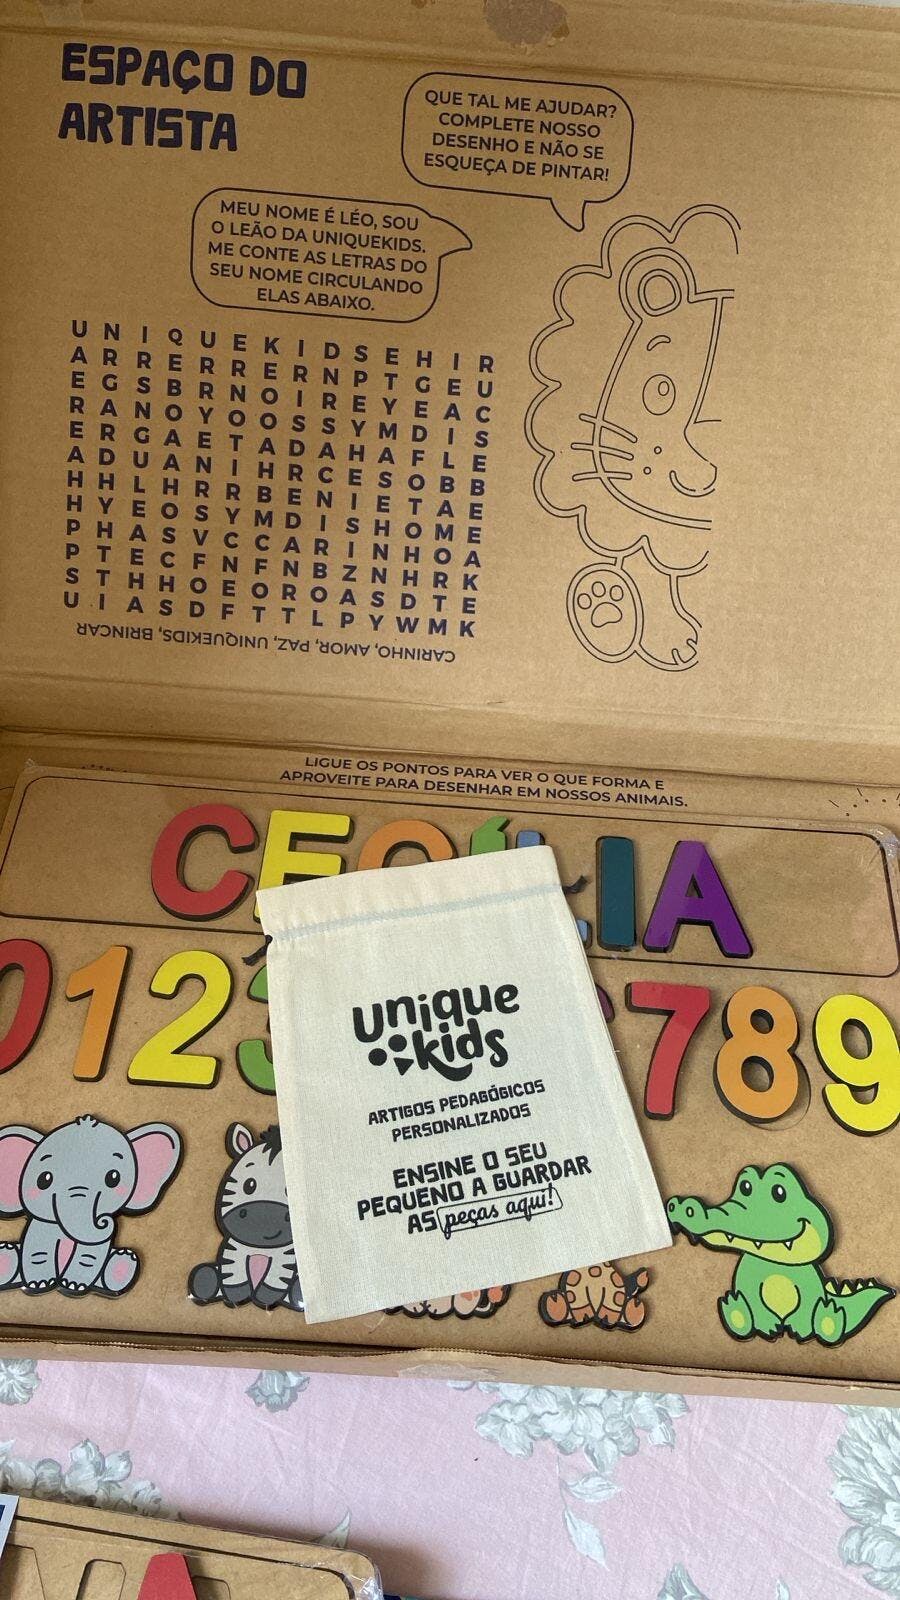 ESPAÇO DO
ARTISTA
QUE TAL ME AJUDAR?
COMPLETE NOSSO
DESENHO E NÃO SE
ESQUEÇA DE PINTAR!
MEU NOME É LÉO, SOU
O LEÃO DA UNIQUEKIDS.
ME CONTE AS LETRAS DO
SEU NOME CIRCULANDO
ELAS ABAIXO.
U N I Q U E K I D S E H I R
A R R E R R E R N P T G E U
E G S B R N O I R E Y E A C
R A N O Y O O S S Y M D I S
E R G A E T A D A H A F L E
A D U A N I H R C E S O B B
H H L H R R B E N I E T A E
H Y E O S Y M D I S H O M E
P H A S V C C A R I N H O A
P T E C F N F N B Z N H R K
S T H H O E O R O A S D T E
U I A S D F T T L P Y W M K
CARINHO, AMOR, PAZ, UNIQUEKIDS, BRINCAR
LIGUE OS PONTOS PARA VER O QUE FORMA E
APROVEITE PARA DESENHAR EM NOSSOS ANIMAIS.
CECÍLIA
0 1 2 3 7 8 9
unique
kids
ARTIGOS PEDAGÓGICOS
PERSONALIZADOS
ENSINE O SEU
PEQUENO A GUARDAR
AS peças aqui!